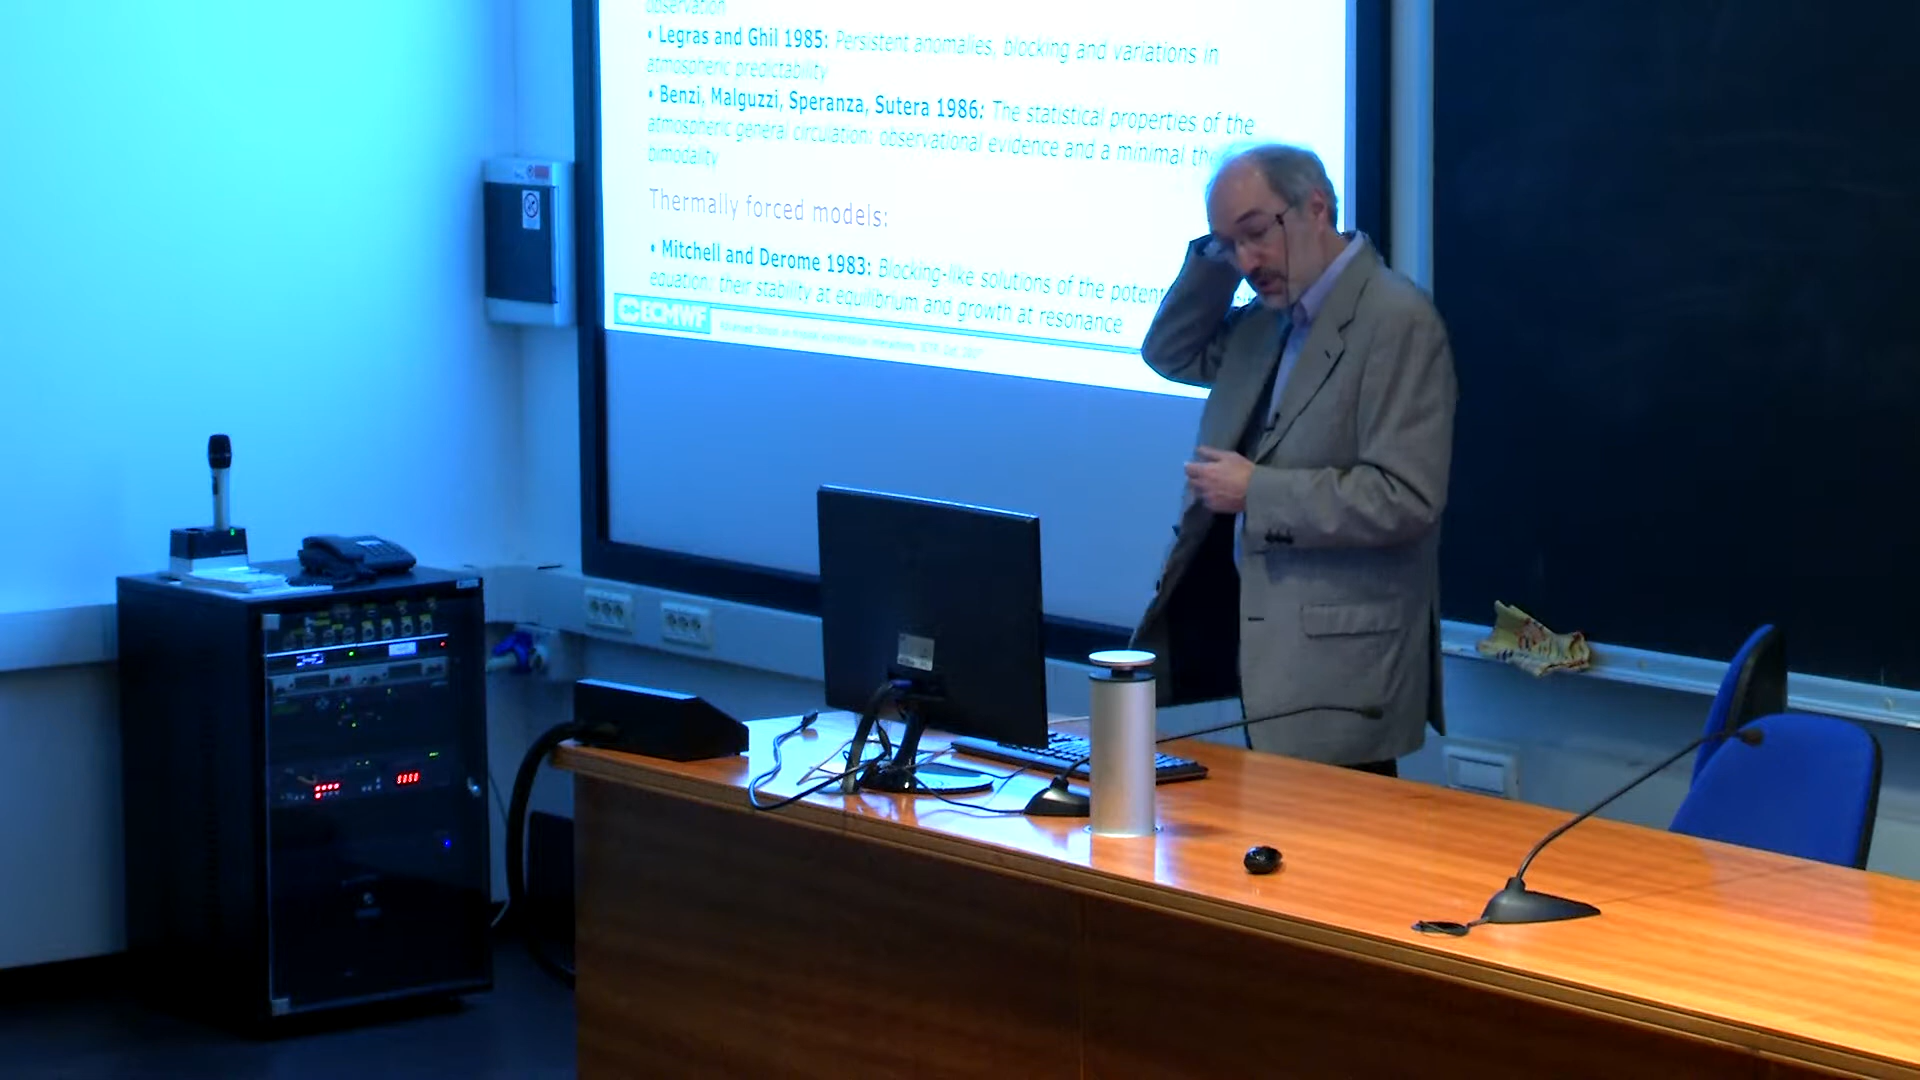 observation
• Legras and Ghil 1985: Persistent anomalies, blocking and variations in
atmospheric predictability
• Benzi, Malguzzi, Speranza, Sutera 1986: The statistical properties of the
atmospheric general circulation: observational evidence and a minimal
bimodality
Thermally forced models:
• Mitchell and Derome 1983: Blocking-like solutions of the
equation: their stability at equilibrium and growth at resonance
ECMWF